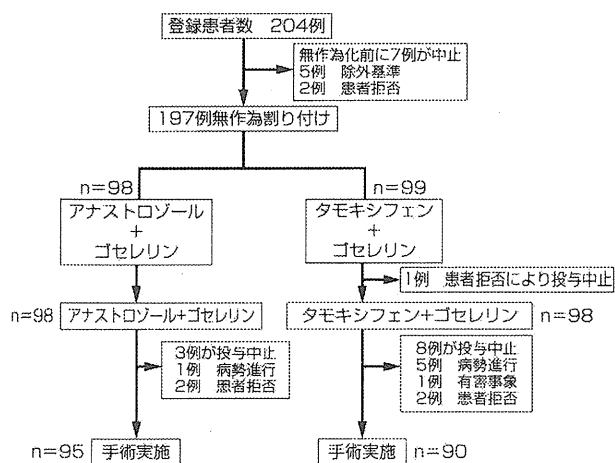 登録患者数 204例
無作為化前に7例が中止
5例 除外基準
2例 患者拒否
197例無作為割り付け
n=98
n=99
アナストロゾール
+
ゴセレリン
タモキシフェン
+
ゴセレリン
1例 患者拒否により投与中止
n=98
アナストロゾール+ゴセレリン
タモキシフェン+ゴセレリン
n=98
3例が投与中止
1例 病勢進行
2例 患者拒否
8例が投与中止
5例 病勢進行
1例 有害事象
2例 患者拒否
n=95
手術実施
手術実施
n=90